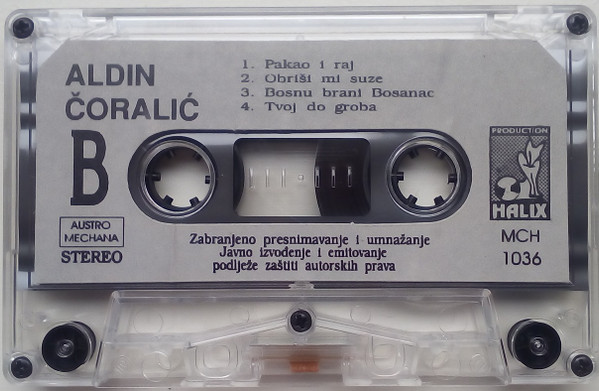 ALDIN
ČORALIĆ
B
1. Pakao i raj
2. Obriši mi suze
3. Bosnu brani Bosanac
4. Tvoj do groba
AUSTRO
MECHANA
STEREO
PRODUCTION
HALIX
MCH
1036
Zabranjeno presnimavanje i umnažanje
Javno izvođenje i emitovanje
podliježe zaštiti autorskih prava